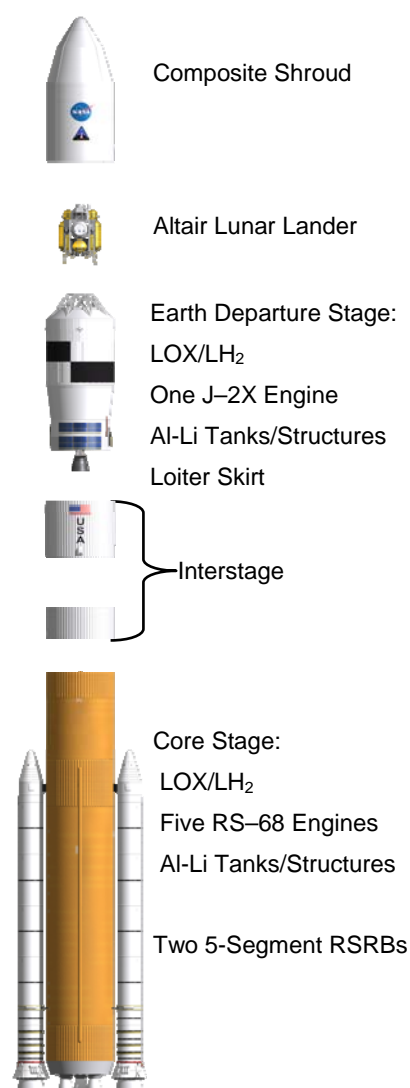 Composite Shroud
NASA
Altair Lunar Lander
Earth Departure Stage:
LOX/LH₂
One J–2X Engine
Al-Li Tanks/Structures
Loiter Skirt
USA
Interstage
Core Stage:
LOX/LH₂
Five RS–68 Engines
Al-Li Tanks/Structures
Two 5-Segment RSRBs